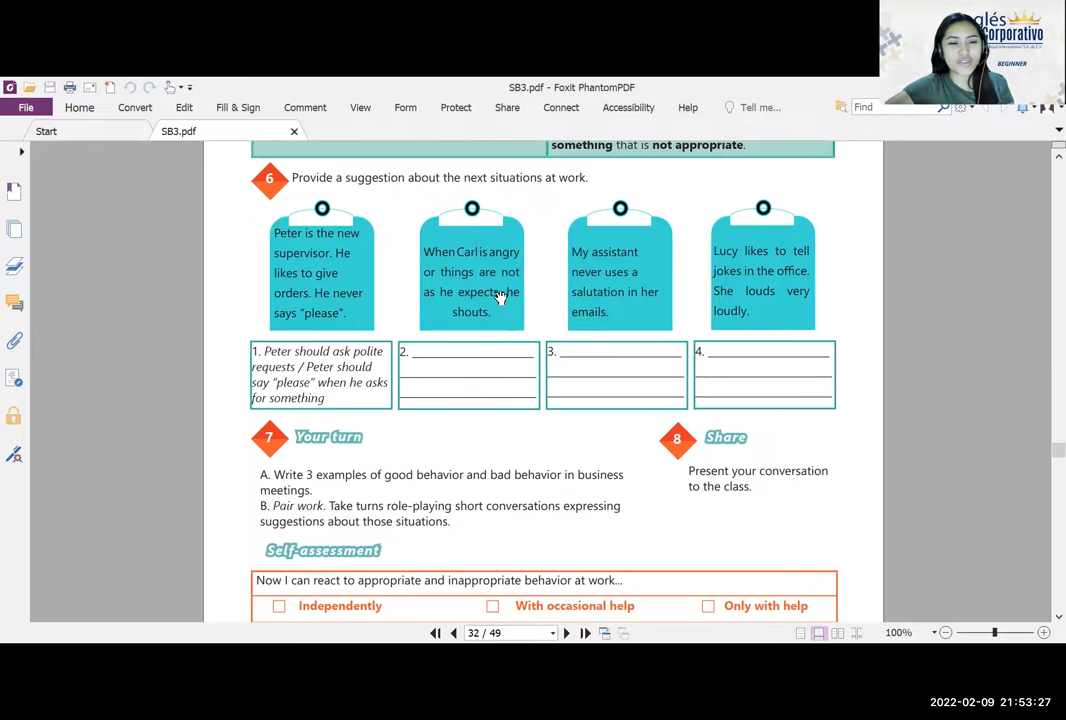 glés
Corporativo
BEGINNER
SB3.pdf - Foxit PhantomPDF
File
Home
Convert
Edit
Fill & Sign
Comment
View
Form
Protect
Share
Connect
Accessibility
Help
Tell me...
Find
Start
SB3.pdf
something that is not appropriate.
6
Provide a suggestion about the next situations at work.
Peter is the new
supervisor. He
likes to give
orders. He never
says "please".
When Carl is angry
or things are not
as he expects he
shouts.
My assistant
never uses a
salutation in her
emails.
Lucy likes to tell
jokes in the office.
She louds very
loudly.
1. Peter should ask polite
requests / Peter should
say "please" when he asks
for something
2.
3.
4.
7
Your turn
A. Write 3 examples of good behavior and bad behavior in business
meetings.
B. Pair work. Take turns role-playing short conversations expressing
suggestions about those situations.
8
Share
Present your conversation
to the class.
Self-assessment
Now I can react to appropriate and inappropriate behavior at work...
Independently
With occasional help
Only with help
32 / 49
100%
2022-02-09 21:53:27